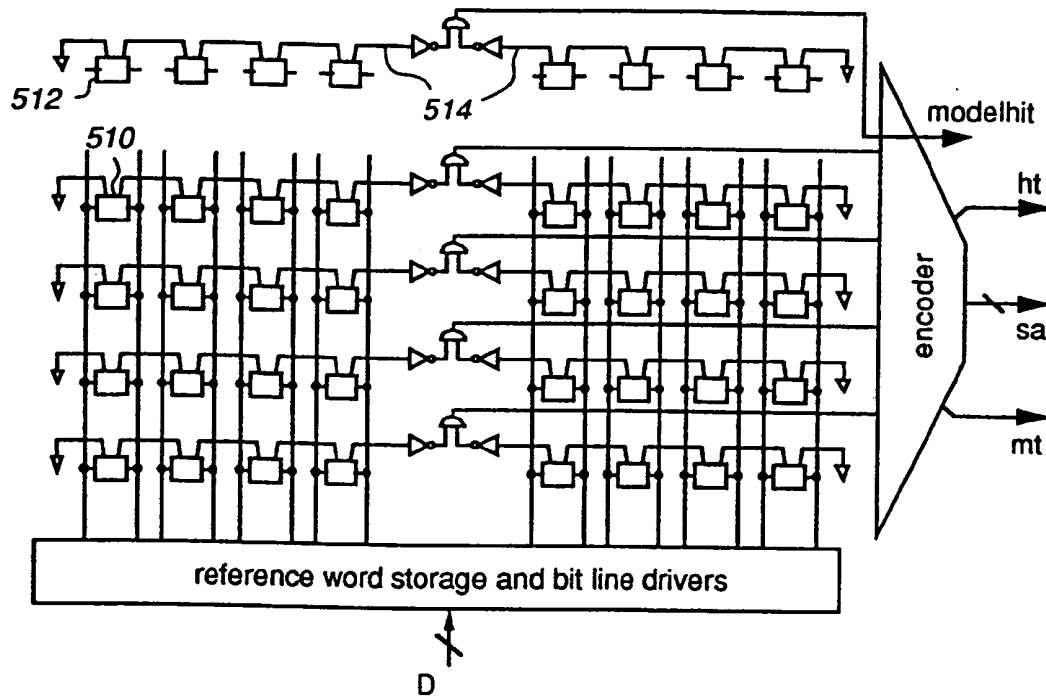 512
514
modelhit
510
ht
encoder
sa
mt
reference word storage and bit line drivers
D